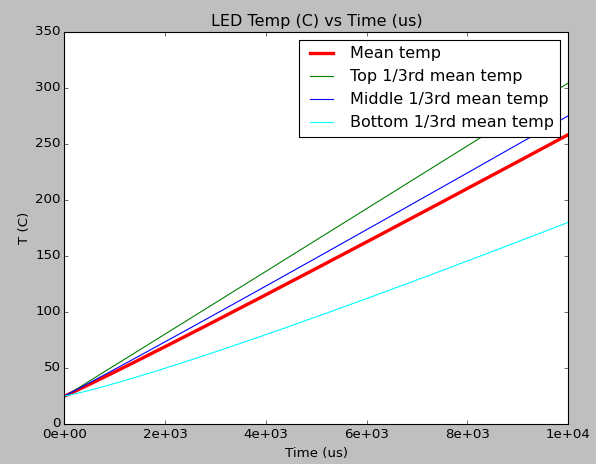 LED Temp (C) vs Time (us)
350
300
250
200
150
100
50
0
T (C)
Mean temp
Top 1/3rd mean temp
Middle 1/3rd mean temp
Bottom 1/3rd mean temp
0e+00 2e+03 4e+03 6e+03 8e+03 1e+04
Time (us)